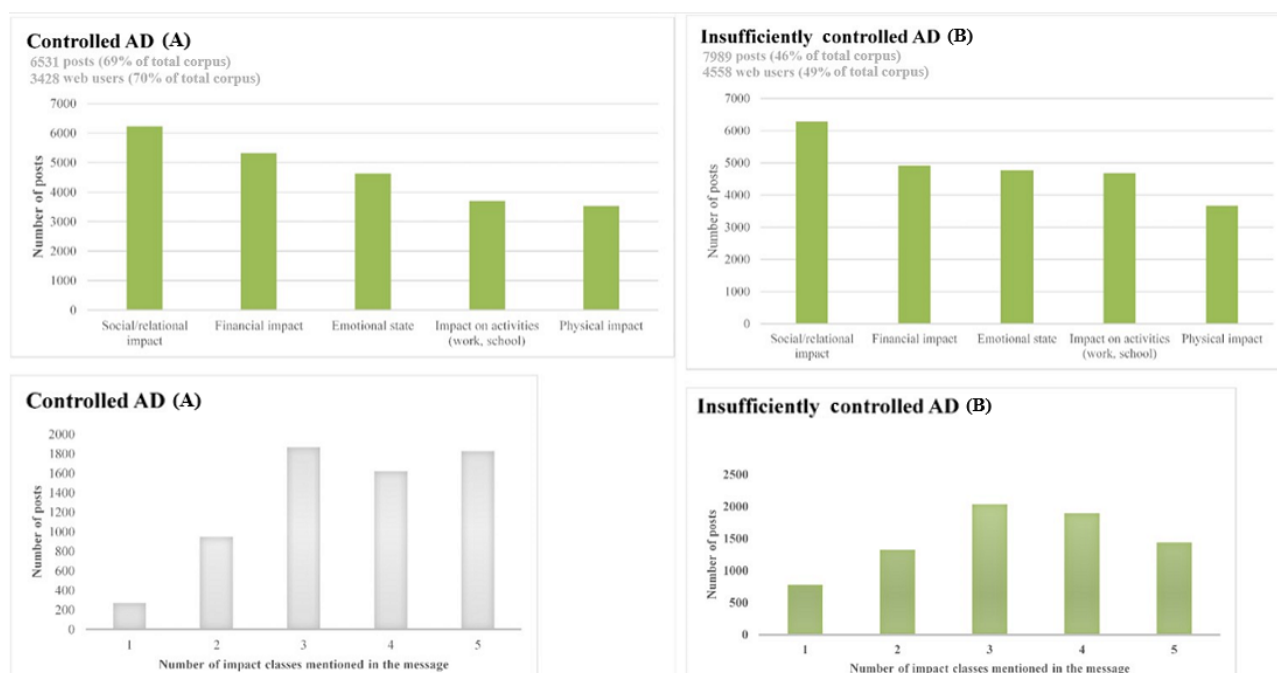 Controlled AD (A)
6531 posts (69% of total corpus)
3428 web users (70% of total corpus)
Number of posts
7000
6000
5000
4000
3000
2000
1000
0
Social/relational impact
Financial impact
Emotional state
Impact on activities (work, school)
Physical impact
Insufficiently controlled AD (B)
7989 posts (46% of total corpus)
4558 web users (49% of total corpus)
Number of posts
7000
6000
5000
4000
3000
2000
1000
0
Social/relational impact
Financial impact
Emotional state
Impact on activities (work, school)
Physical impact
Controlled AD (A)
Number of posts
2000
1800
1600
1400
1200
1000
800
600
400
200
0
1 2 3 4 5
Number of impact classes mentioned in the message
Insufficiently controlled AD (B)
Number of posts
2500
2000
1500
1000
500
0
1 2 3 4 5
Number of impact classes mentioned in the message